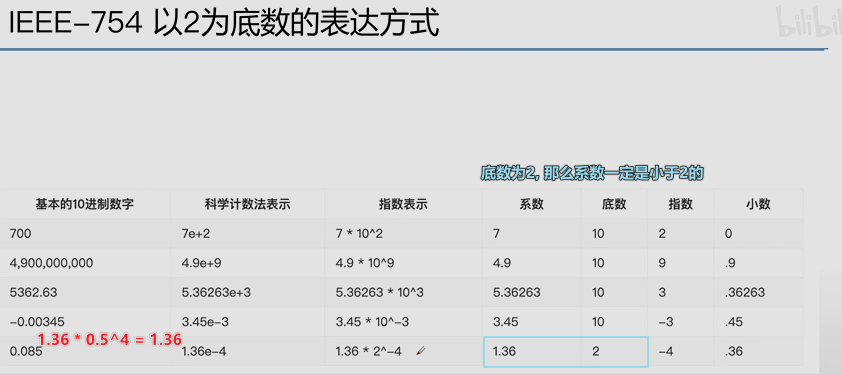 IEEE-754 以2为底数的表达方式
bilibil
底数为2, 那么系数一定是小于2的
基本的10进制数字 科学计数法表示 指数表示 系数 底数 指数 小数
700 7e+2 7 * 10^2 7 10 2 0
4,900,000,000 4.9e+9 4.9 * 10^9 4.9 10 9 .9
5362.63 5.36263e+3 5.36263 * 10^3 5.36263 10 3 .36263
-0.00345 3.45e-3 3.45 * 10^-3 3.45 10 -3 .45
1.36 * 0.5^4 = 1.36
0.085 1.36e-4 1.36 * 2^-4 1.36 2 -4 .36